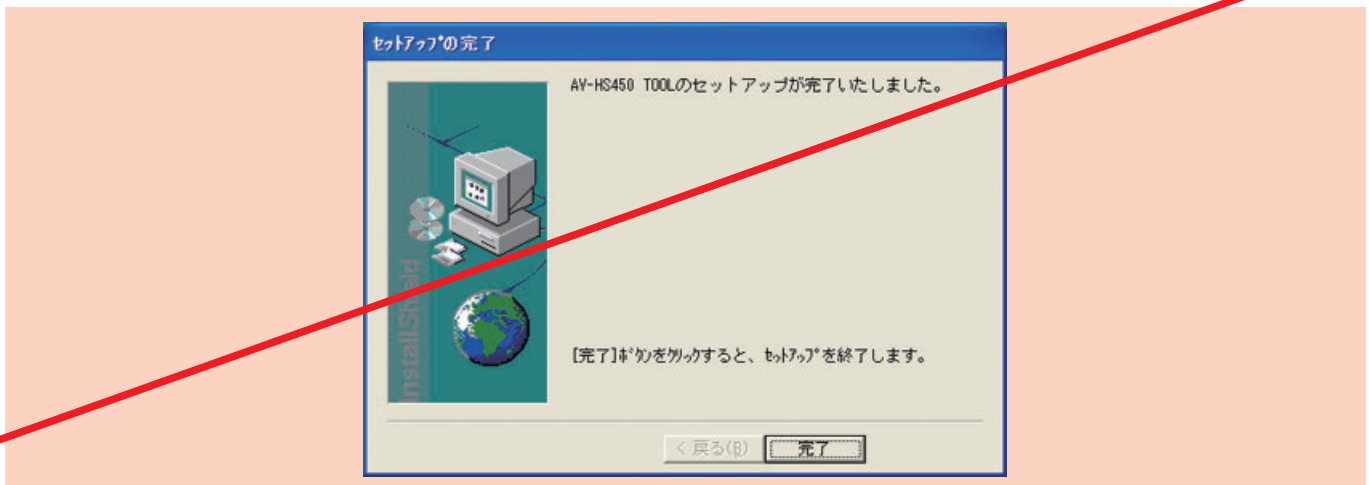 ｾｯﾄｱｯﾌﾟの完了
AV-HS450 TOOLのセットアップが完了いたしました。
InstallShield
[完了]ﾎﾞﾀﾝをｸﾘｯｸすると、ｾｯﾄｱｯﾌﾟを終了します。
< 戻る(B)
完了